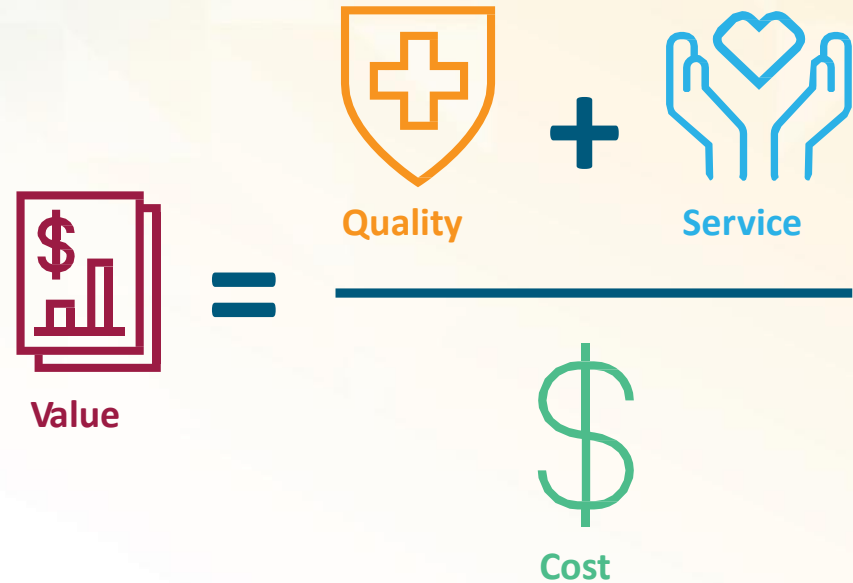 Quality
+
Service
$
=
Value
$
Cost